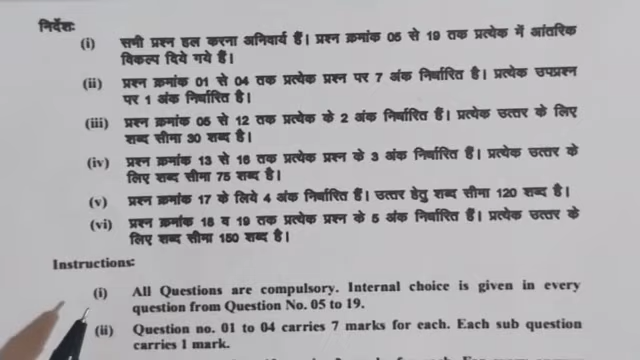 निर्देशः
(i) सभी प्रश्न हल करना अनिवार्य हैं। प्रश्न क्रमांक 05 से 19 तक प्रत्येक में आंतरिक
विकल्प दिये गये हैं।
(ii) प्रश्न क्रमांक 01 से 04 तक प्रत्येक प्रश्न पर 7 अंक निर्धारित है। प्रत्येक उपप्रश्न
पर 1 अंक निर्धारित है।
(iii) प्रश्न क्रमांक 05 से 12 तक प्रत्येक के 2 अंक निर्धारित हैं। प्रत्येक उत्तर के लिए
शब्द सीमा 30 शब्द है।
(iv) प्रश्न क्रमांक 13 से 16 तक प्रत्येक प्रश्न के 3 अंक निर्धारित हैं। प्रत्येक उत्तर के
लिए शब्द सीमा 75 शब्द है।
(v) प्रश्न क्रमांक 17 के लिये 4 अंक निर्धारित हैं। उत्तर हेतु शब्द सीमा 120 शब्द है।
(vi) प्रश्न क्रमांक 18 व 19 तक प्रत्येक प्रश्न के 5 अंक निर्धारित हैं। प्रत्येक उत्तर के
लिए शब्द सीमा 150 शब्द है।
Instructions:
(i) All Questions are compulsory. Internal choice is given in every
question from Question No. 05 to 19.
(ii) Question no. 01 to 04 carries 7 marks for each. Each sub question
carries 1 mark.